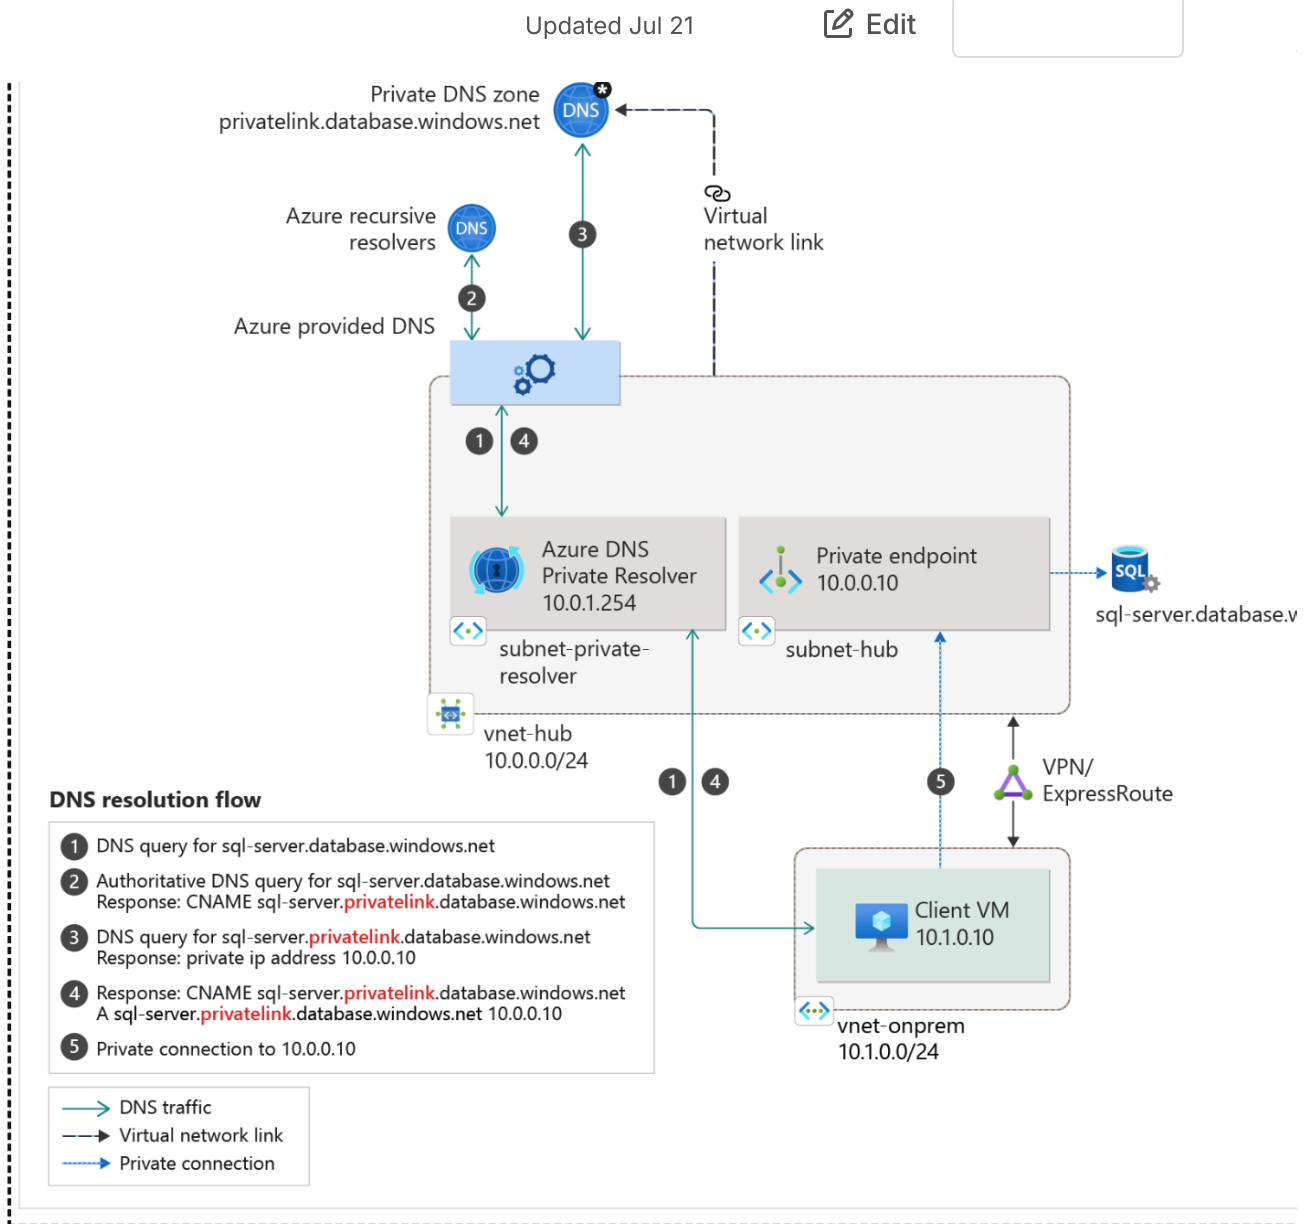 Updated Jul 21
Edit
Private DNS zone
privatelink.database.windows.net
DNS
*
Azure recursive
resolvers
DNS
Virtual
network link
3
2
Azure provided DNS
1
4
Azure DNS
Private Resolver
10.0.1.254
Private endpoint
10.0.0.10
SQL
sql-server.database.w
subnet-private-
resolver
subnet-hub
vnet-hub
10.0.0.0/24
1
4
5
VPN/
ExpressRoute
DNS resolution flow
1 DNS query for sql-server.database.windows.net
2 Authoritative DNS query for sql-server.database.windows.net
Response: CNAME sql-server.privatelink.database.windows.net
3 DNS query for sql-server.privatelink.database.windows.net
Response: private ip address 10.0.0.10
4 Response: CNAME sql-server.privatelink.database.windows.net
A sql-server.privatelink.database.windows.net 10.0.0.10
5 Private connection to 10.0.0.10
Client VM
10.1.0.10
vnet-onprem
10.1.0.0/24
DNS traffic
Virtual network link
Private connection